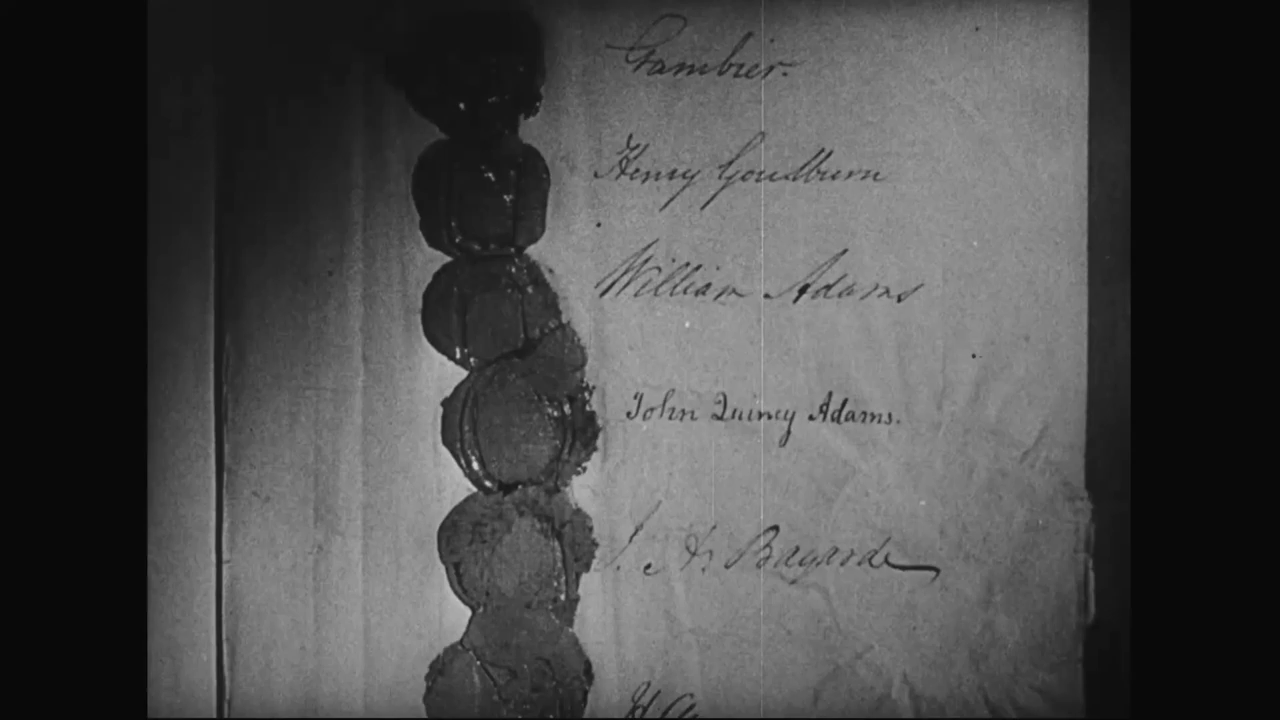 Gambier.
Henry Goulburn
William Adams
John Quincy Adams.
J. A. Bayard
H. C